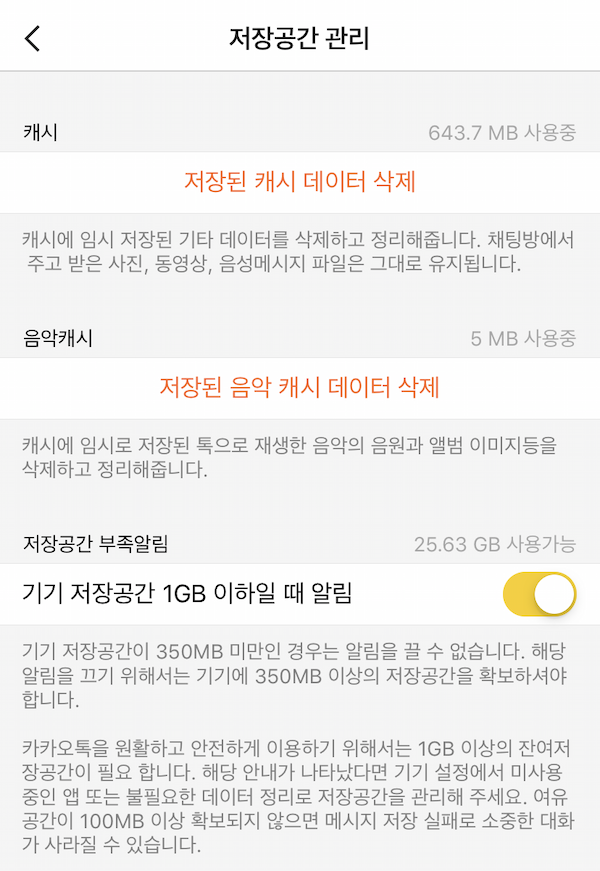 저장공간 관리
캐시
643.7 MB 사용중
저장된 캐시 데이터 삭제
캐시에 임시 저장된 기타 데이터를 삭제하고 정리해줍니다. 채팅방에서
주고 받은 사진, 동영상, 음성메시지 파일은 그대로 유지됩니다.
음악캐시
5 MB 사용중
저장된 음악 캐시 데이터 삭제
캐시에 임시로 저장된 톡으로 재생한 음악의 음원과 앨범 이미지등을
삭제하고 정리해줍니다.
저장공간 부족알림
25.63 GB 사용가능
기기 저장공간 1GB 이하일 때 알림
기기 저장공간이 350MB 미만인 경우는 알림을 끌 수 없습니다. 해당
알림을 끄기 위해서는 기기에 350MB 이상의 저장공간을 확보하셔야
합니다.
카카오톡을 원활하고 안전하게 이용하기 위해서는 1GB 이상의 잔여저
장공간이 필요 합니다. 해당 안내가 나타났다면 기기 설정에서 미사용
중인 앱 또는 불필요한 데이터 정리로 저장공간을 관리해 주세요. 여유
공간이 100MB 이상 확보되지 않으면 메시지 저장 실패로 소중한 대화
가 사라질 수 있습니다.